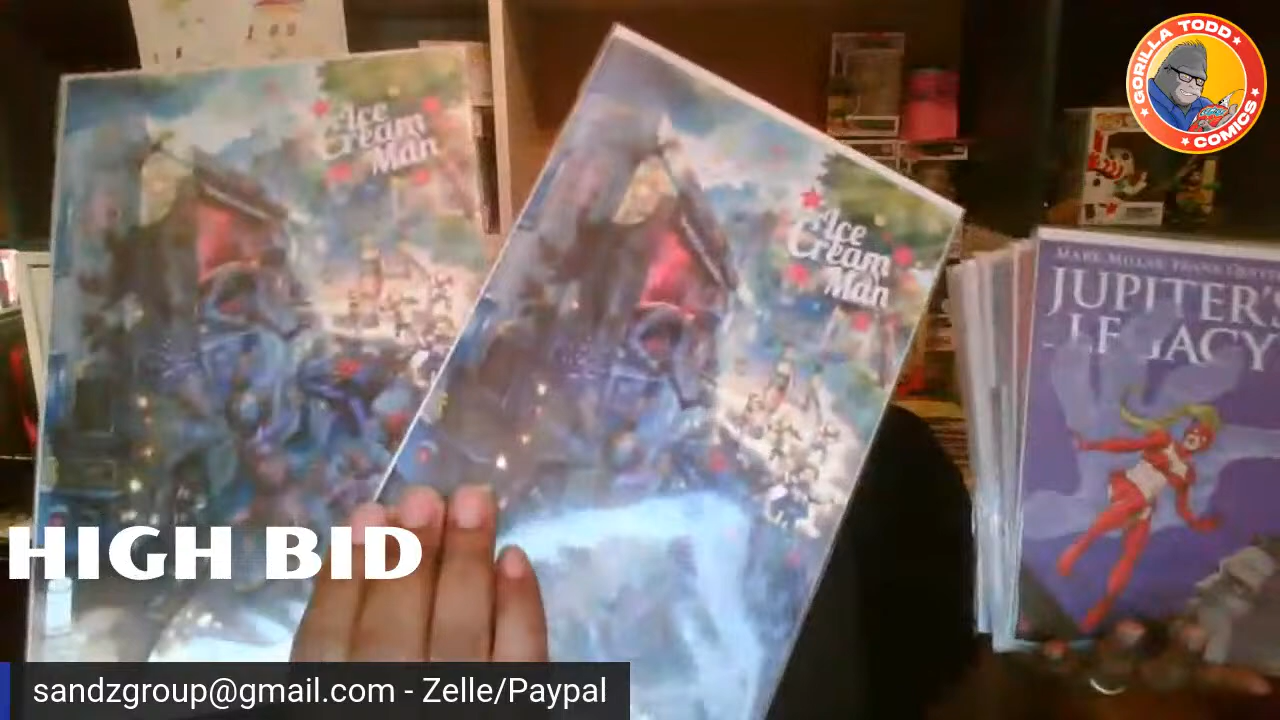 GORILLA TODD
COMICS
Ice
Cream
Man
Ice
Cream
Man
MARK MILLAR FRANK
JUPITER'S
LEGACY
HIGH BID
sandzgroup@gmail.com - Zelle/Paypal